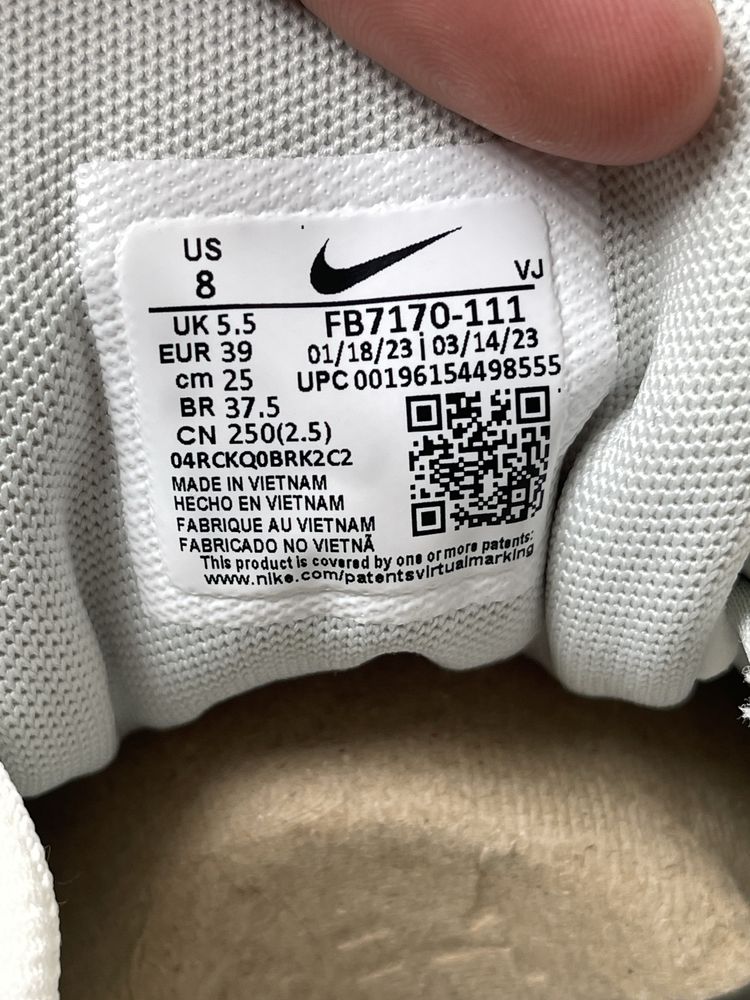 US
8
VJ
UK 5.5
FB7170-111
EUR 39
01/18/23 | 03/14/23
cm 25
UPC 00196154498555
BR 37.5
CN 250(2.5)
04RCKQ0BRK2C2
MADE IN VIETNAM
HECHO EN VIETNAM
FABRIQUE AU VIETNAM
FABRICADO NO VIETNÃ
This product is covered by one or more patents:
www.nike.com/patentsvirtualmarking